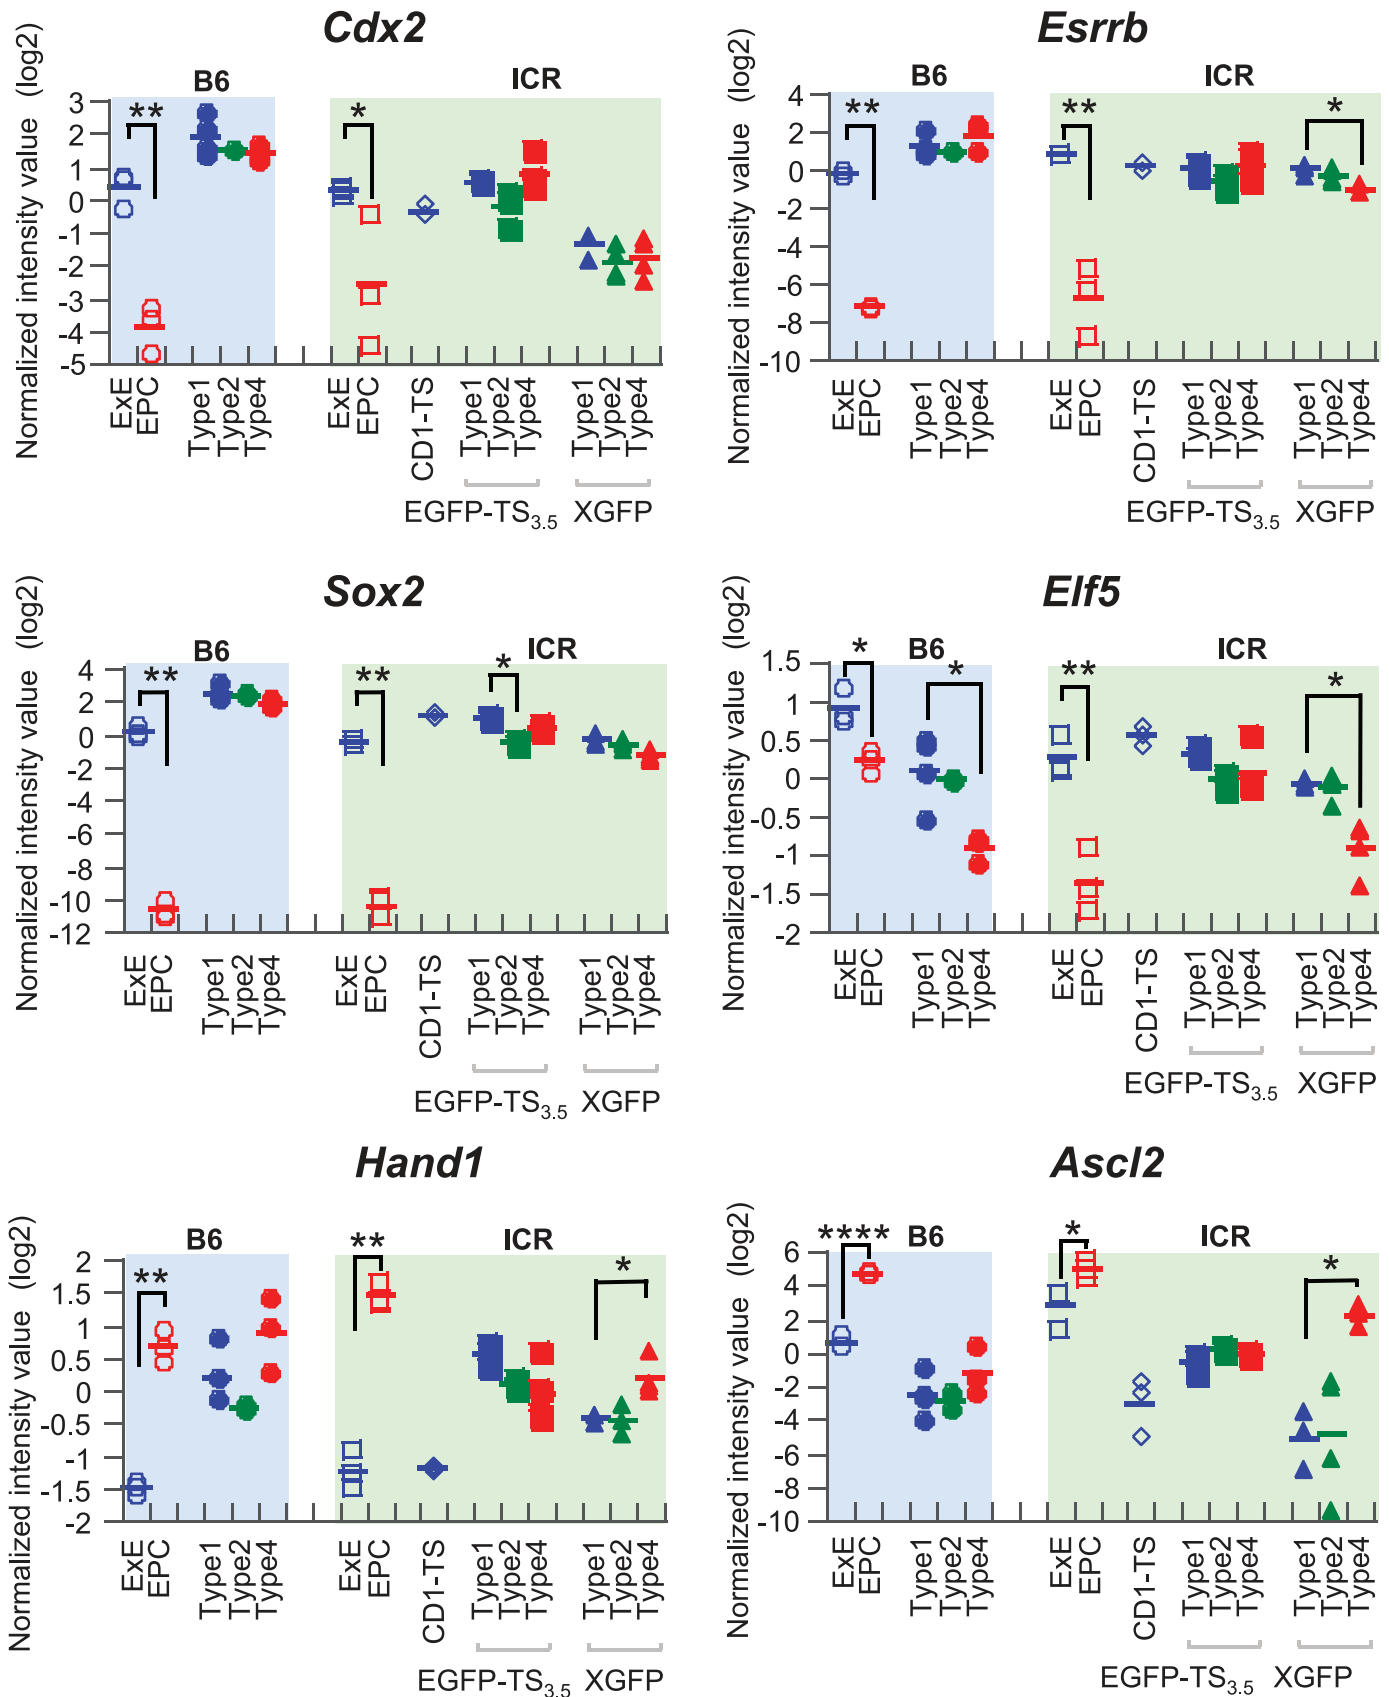 Cdx2
Normalized intensity value (log2)
B6
ICR
3
2
1
0
-1
-2
-3
-4
-5
**
*
ExE
EPC
Type1
Type2
Type4
ExE
EPC
CD1-TS
Type1
Type2
Type4
Type1
Type2
Type4
EGFP-TS3.5
XGFP
Esrrb
Normalized intensity value (log2)
B6
ICR
4
2
0
-2
-4
-6
-8
-10
**
**
*
ExE
EPC
Type1
Type2
Type4
ExE
EPC
CD1-TS
Type1
Type2
Type4
Type1
Type2
Type4
EGFP-TS3.5
XGFP
Sox2
Normalized intensity value (log2)
B6
ICR
4
2
0
-2
-4
-6
-8
-10
-12
**
**
*
ExE
EPC
Type1
Type2
Type4
ExE
EPC
CD1-TS
Type1
Type2
Type4
Type1
Type2
Type4
EGFP-TS3.5
XGFP
Elf5
Normalized intensity value (log2)
B6
ICR
1.5
1
0.5
0
-0.5
-1
-1.5
-2
*
*
**
*
ExE
EPC
Type1
Type2
Type4
ExE
EPC
CD1-TS
Type1
Type2
Type4
Type1
Type2
Type4
EGFP-TS3.5
XGFP
Hand1
Normalized intensity value (log2)
B6
ICR
2
1.5
1
0.5
0
-0.5
-1
-1.5
-2
**
**
*
ExE
EPC
Type1
Type2
Type4
ExE
EPC
CD1-TS
Type1
Type2
Type4
Type1
Type2
Type4
EGFP-TS3.5
XGFP
Ascl2
Normalized intensity value (log2)
B6
ICR
6
4
2
0
-2
-4
-6
-8
-10
****
*
*
ExE
EPC
Type1
Type2
Type4
ExE
EPC
CD1-TS
Type1
Type2
Type4
Type1
Type2
Type4
EGFP-TS3.5
XGFP